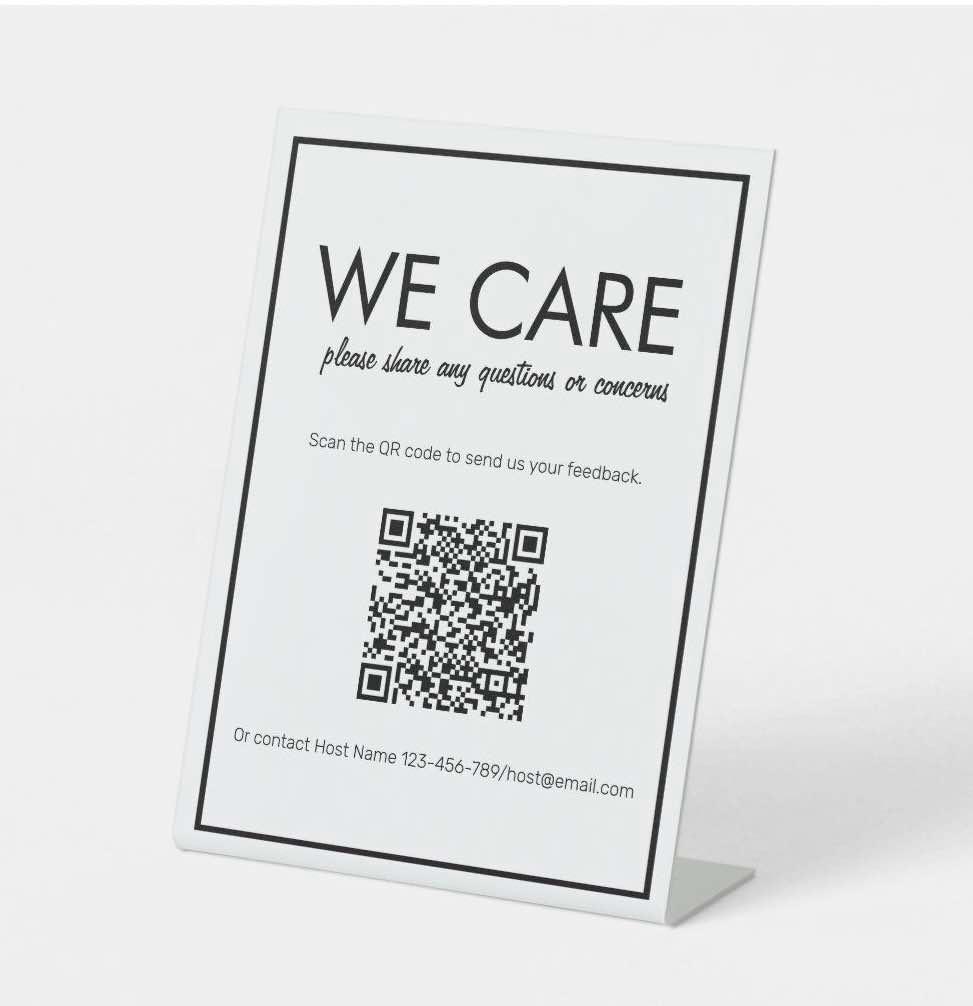 WE CARE
please share any questions or concerns
Scan the QR code to send us your feedback.
Or contact Host Name 123-456-789/host@email.com